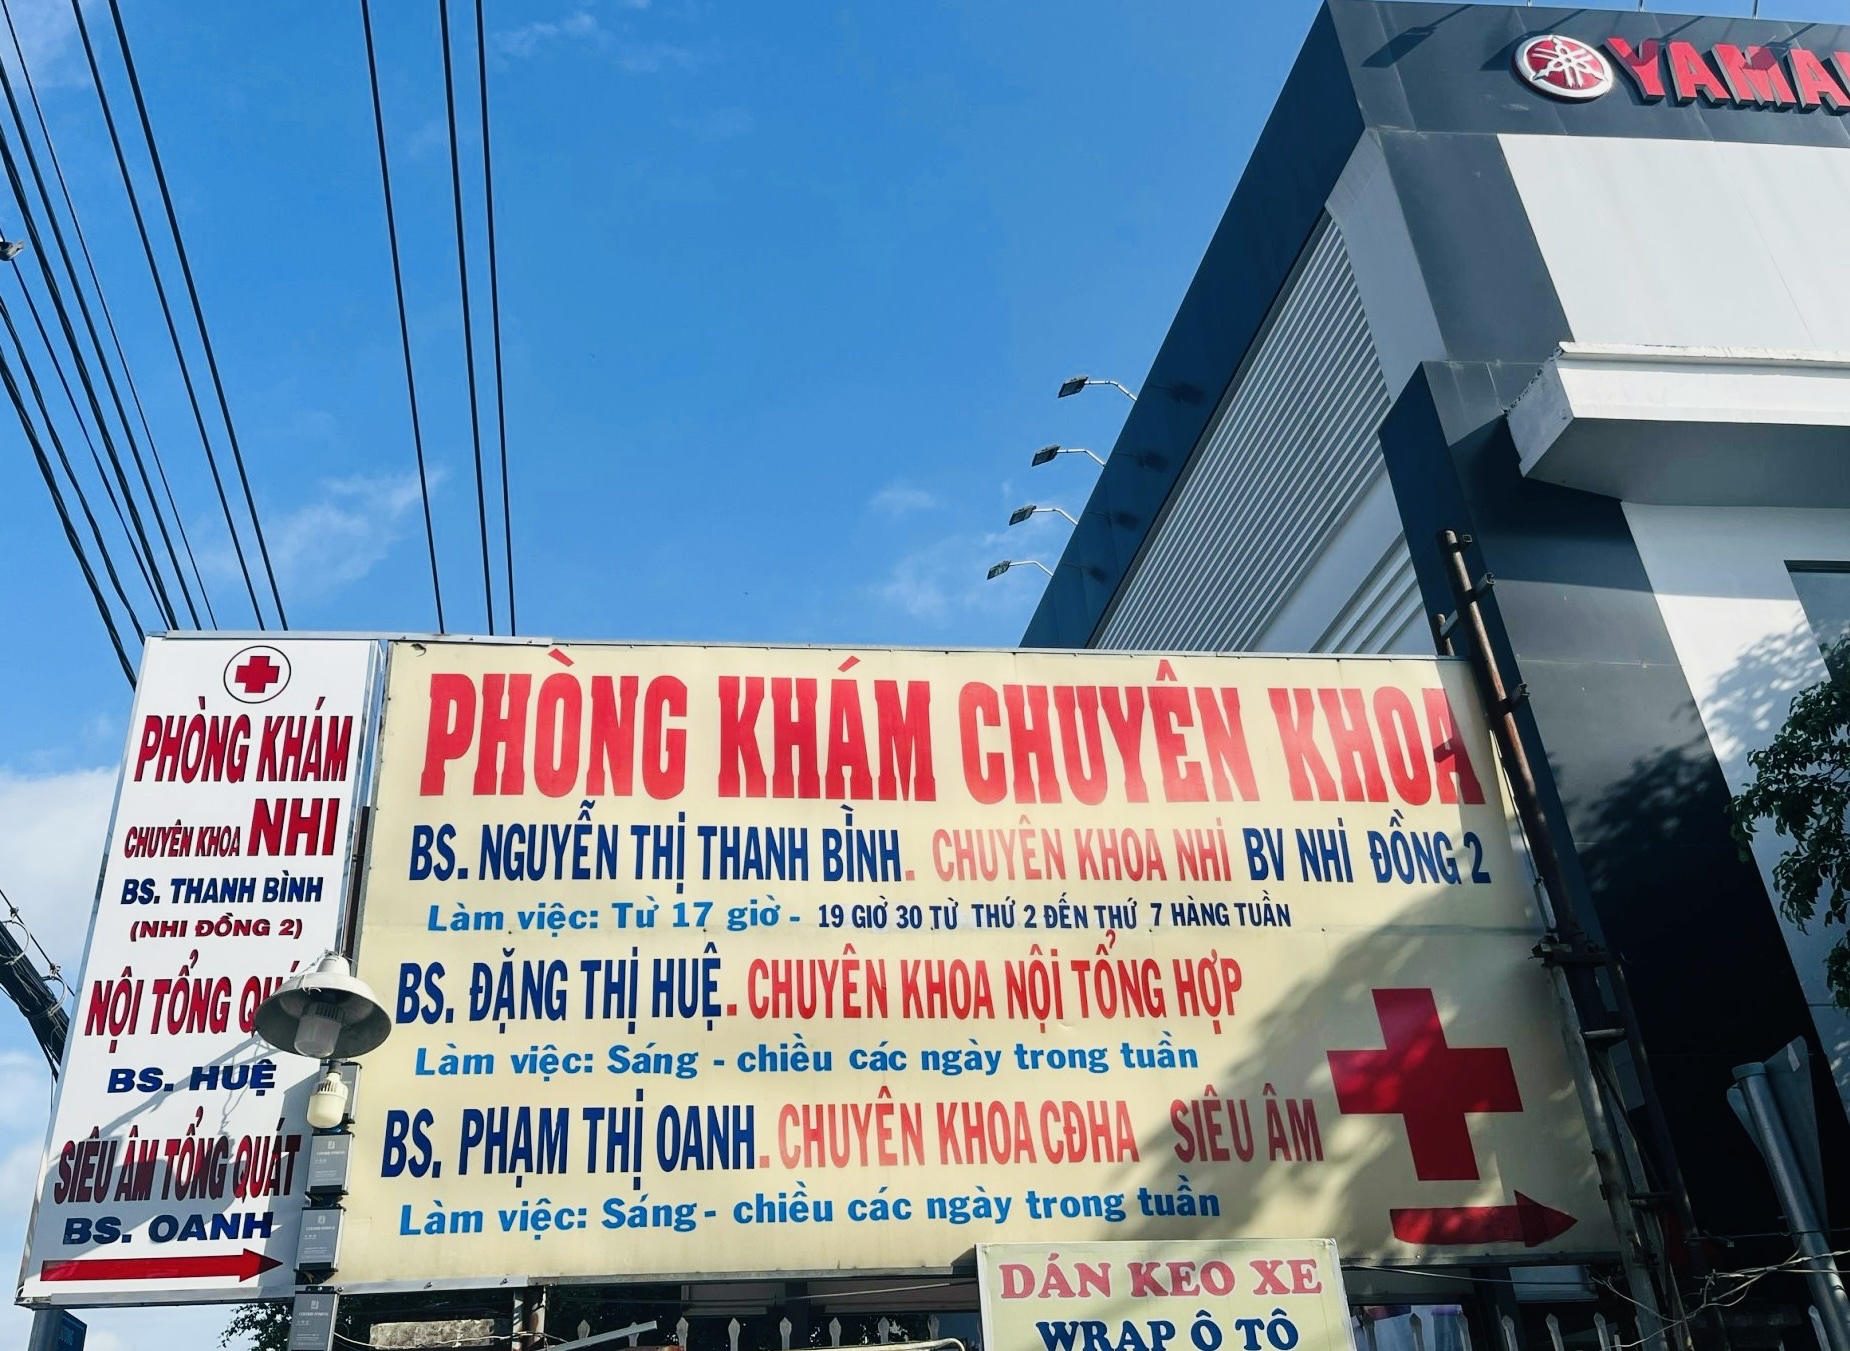 YAMA
PHÒNG KHÁM
CHUYÊN KHOA NHI
BS. THANH BÌNH
(NHI ĐỒNG 2)
NỘI TỔNG QUÁ
BS. HUỆ
SIÊU ÂM TỔNG QUÁT
BS. OANH
PHÒNG KHÁM CHUYÊN KHOA
BS. NGUYỄN THỊ THANH BÌNH. CHUYÊN KHOA NHI BV NHI ĐỒNG 2
Làm việc: Từ 17 giờ - 19 GIỜ 30 TỪ THỨ 2 ĐẾN THỨ 7 HÀNG TUẦN
BS. ĐẶNG THỊ HUỆ. CHUYÊN KHOA NỘI TỔNG HỢP
Làm việc: Sáng - chiều các ngày trong tuần
BS. PHẠM THỊ OANH. CHUYÊN KHOA CĐHA SIÊU ÂM
Làm việc: Sáng - chiều các ngày trong tuần
DÁN KEO XE
WRAP Ô TÔ